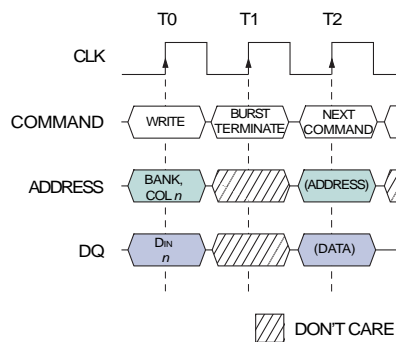 T0 T1 T2
CLK
COMMAND WRITE BURST TERMINATE NEXT COMMAND
ADDRESS BANK, COL n (ADDRESS)
DQ DIN n (DATA)
DON'T CARE